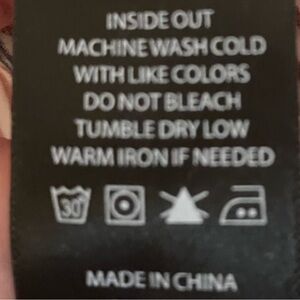 INSIDE OUT
MACHINE WASH COLD
WITH LIKE COLORS
DO NOT BLEACH
TUMBLE DRY LOW
WARM IRON IF NEEDED
30
MADE IN CHINA